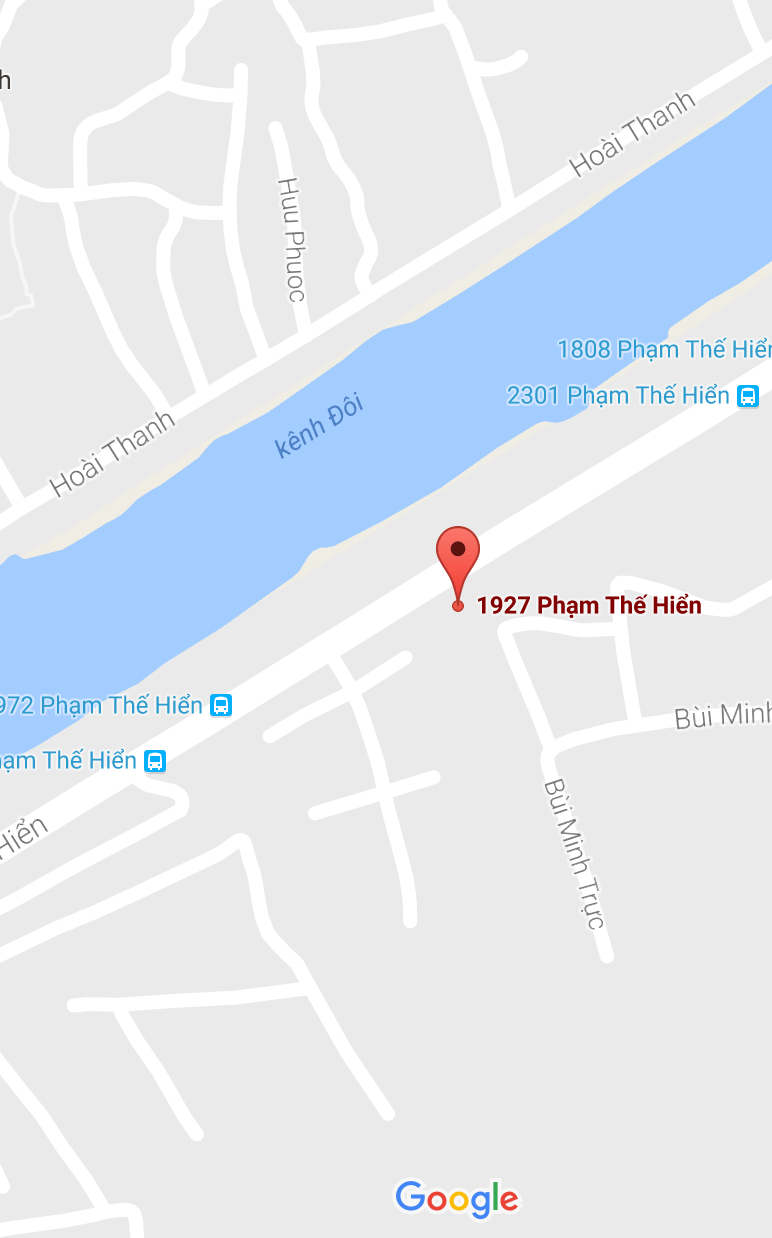 h
Hoài Thanh
Huu Phuoc
1808 Phạm Thế Hiển
2301 Phạm Thế Hiển
Hoài Thanh
kênh Đôi
1927 Phạm Thế Hiển
972 Phạm Thế Hiển
Bùi Minh
ạm Thế Hiển
Bùi Minh Trực
Hiển
Google